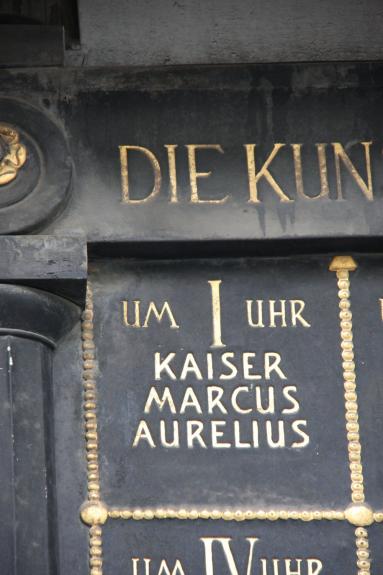 DIE KUN
UM I UHR
KAISER
MARCUS
AURELIUS
UM IV UHR